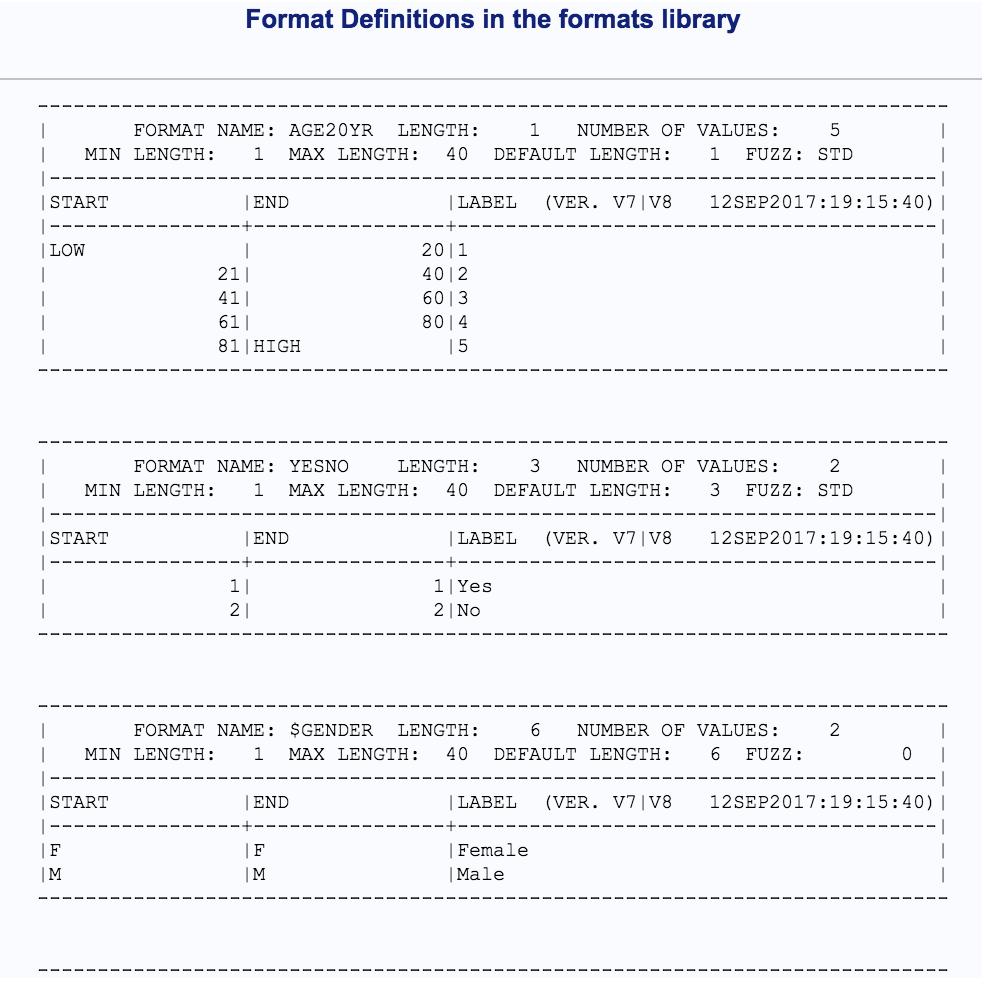 Format Definitions in the formats library
----------------------------------------------------------------------------
|       FORMAT NAME: AGE20YR  LENGTH:    1   NUMBER OF VALUES:    5        |
|   MIN LENGTH:   1  MAX LENGTH:  40  DEFAULT LENGTH:   1  FUZZ: STD       |
|--------------------------------------------------------------------------|
|START           |END             |LABEL  (VER. V7|V8   12SEP2017:19:15:40)|
|----------------+----------------+----------------------------------------|
|LOW             |              20|1                                       |
|              21|              40|2                                       |
|              41|              60|3                                       |
|              61|              80|4                                       |
|              81|HIGH            |5                                       |
----------------------------------------------------------------------------
----------------------------------------------------------------------------
|       FORMAT NAME: YESNO    LENGTH:    3   NUMBER OF VALUES:    2        |
|   MIN LENGTH:   1  MAX LENGTH:  40  DEFAULT LENGTH:   3  FUZZ: STD       |
|--------------------------------------------------------------------------|
|START           |END             |LABEL  (VER. V7|V8   12SEP2017:19:15:40)|
|----------------+----------------+----------------------------------------|
|               1|               1|Yes                                     |
|               2|               2|No                                      |
----------------------------------------------------------------------------
----------------------------------------------------------------------------
|       FORMAT NAME: $GENDER  LENGTH:    6   NUMBER OF VALUES:    2        |
|   MIN LENGTH:   1  MAX LENGTH:  40  DEFAULT LENGTH:   6  FUZZ:        0  |
|--------------------------------------------------------------------------|
|START           |END             |LABEL  (VER. V7|V8   12SEP2017:19:15:40)|
|----------------+----------------+----------------------------------------|
|F               |F               |Female                                  |
|M               |M               |Male                                    |
----------------------------------------------------------------------------
----------------------------------------------------------------------------